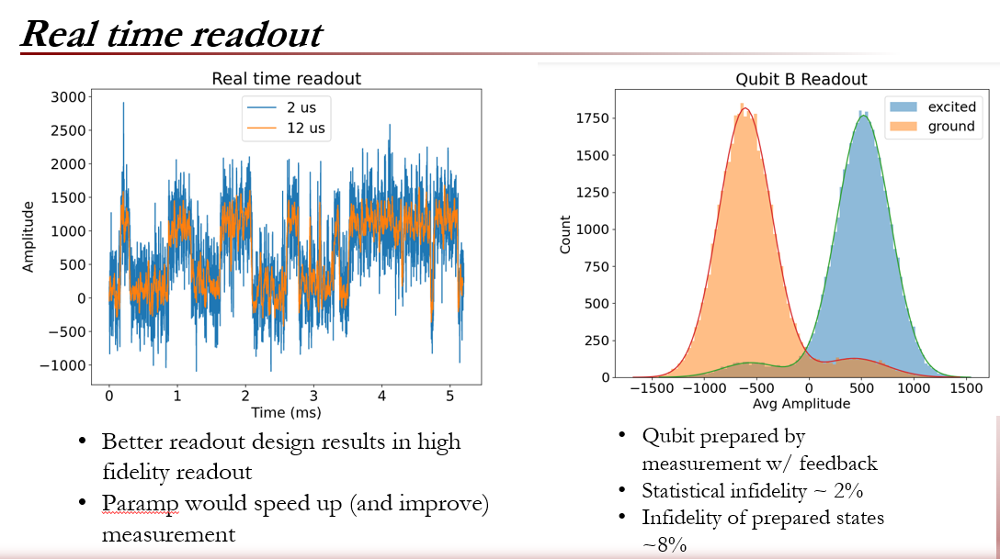 Real time readout
Real time readout
2 us
12 us
Amplitude
3000
2500
2000
1500
1000
500
0
−500
−1000
0 1 2 3 4 5
Time (ms)
• Better readout design results in high
fidelity readout
• Paramp would speed up (and improve)
measurement
Qubit B Readout
excited
ground
Count
1750
1500
1250
1000
750
500
250
0
−1500 −1000 −500 0 500 1000 1500
Avg Amplitude
• Qubit prepared by
measurement w/ feedback
• Statistical infidelity ~ 2%
• Infidelity of prepared states
~8%